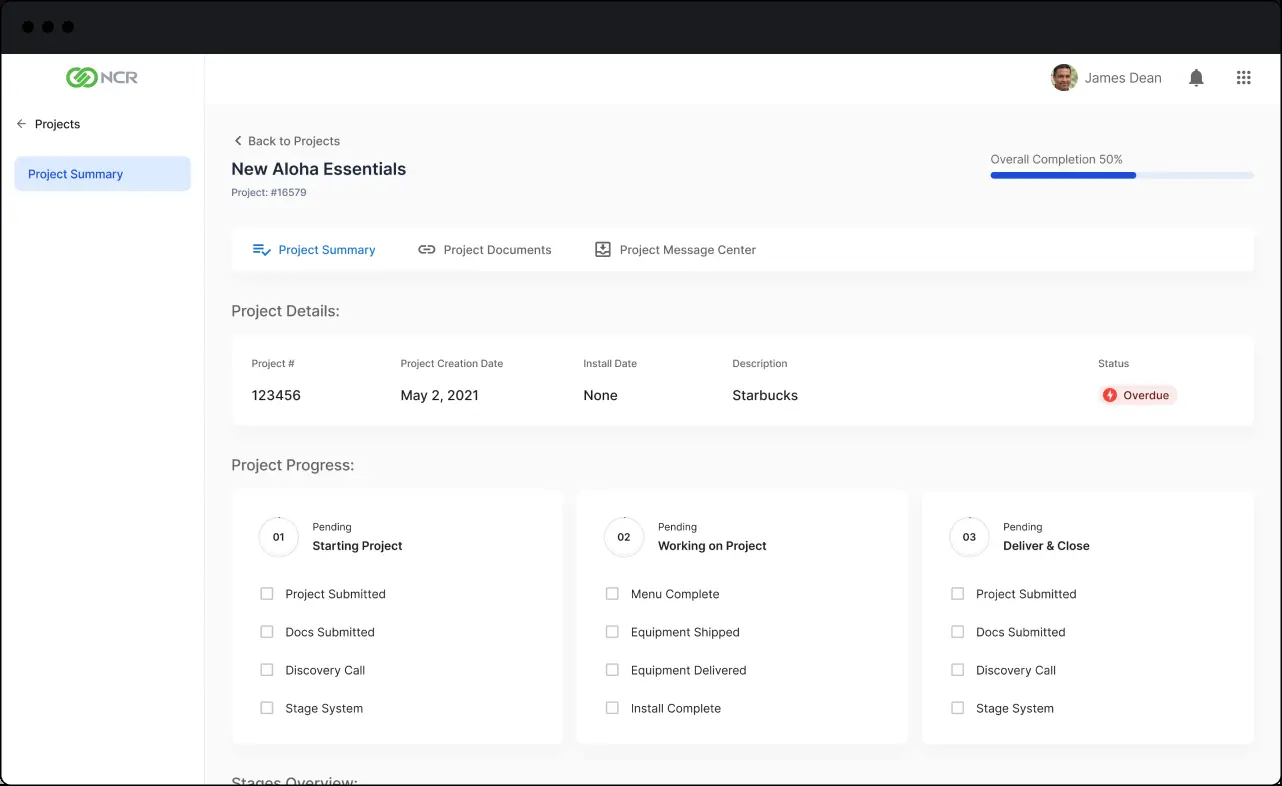 NCR
James Dean
Projects
Project Summary
Back to Projects
New Aloha Essentials
Project: #16579
Overall Completion 50%
Project Summary
Project Documents
Project Message Center
Project Details:
Project # Project Creation Date Install Date Description Status
123456 May 2, 2021 None Starbucks Overdue
Project Progress:
01
Pending
Starting Project
Project Submitted
Docs Submitted
Discovery Call
Stage System
02
Pending
Working on Project
Menu Complete
Equipment Shipped
Equipment Delivered
Install Complete
03
Pending
Deliver & Close
Project Submitted
Docs Submitted
Discovery Call
Stage System
Stages Overview: